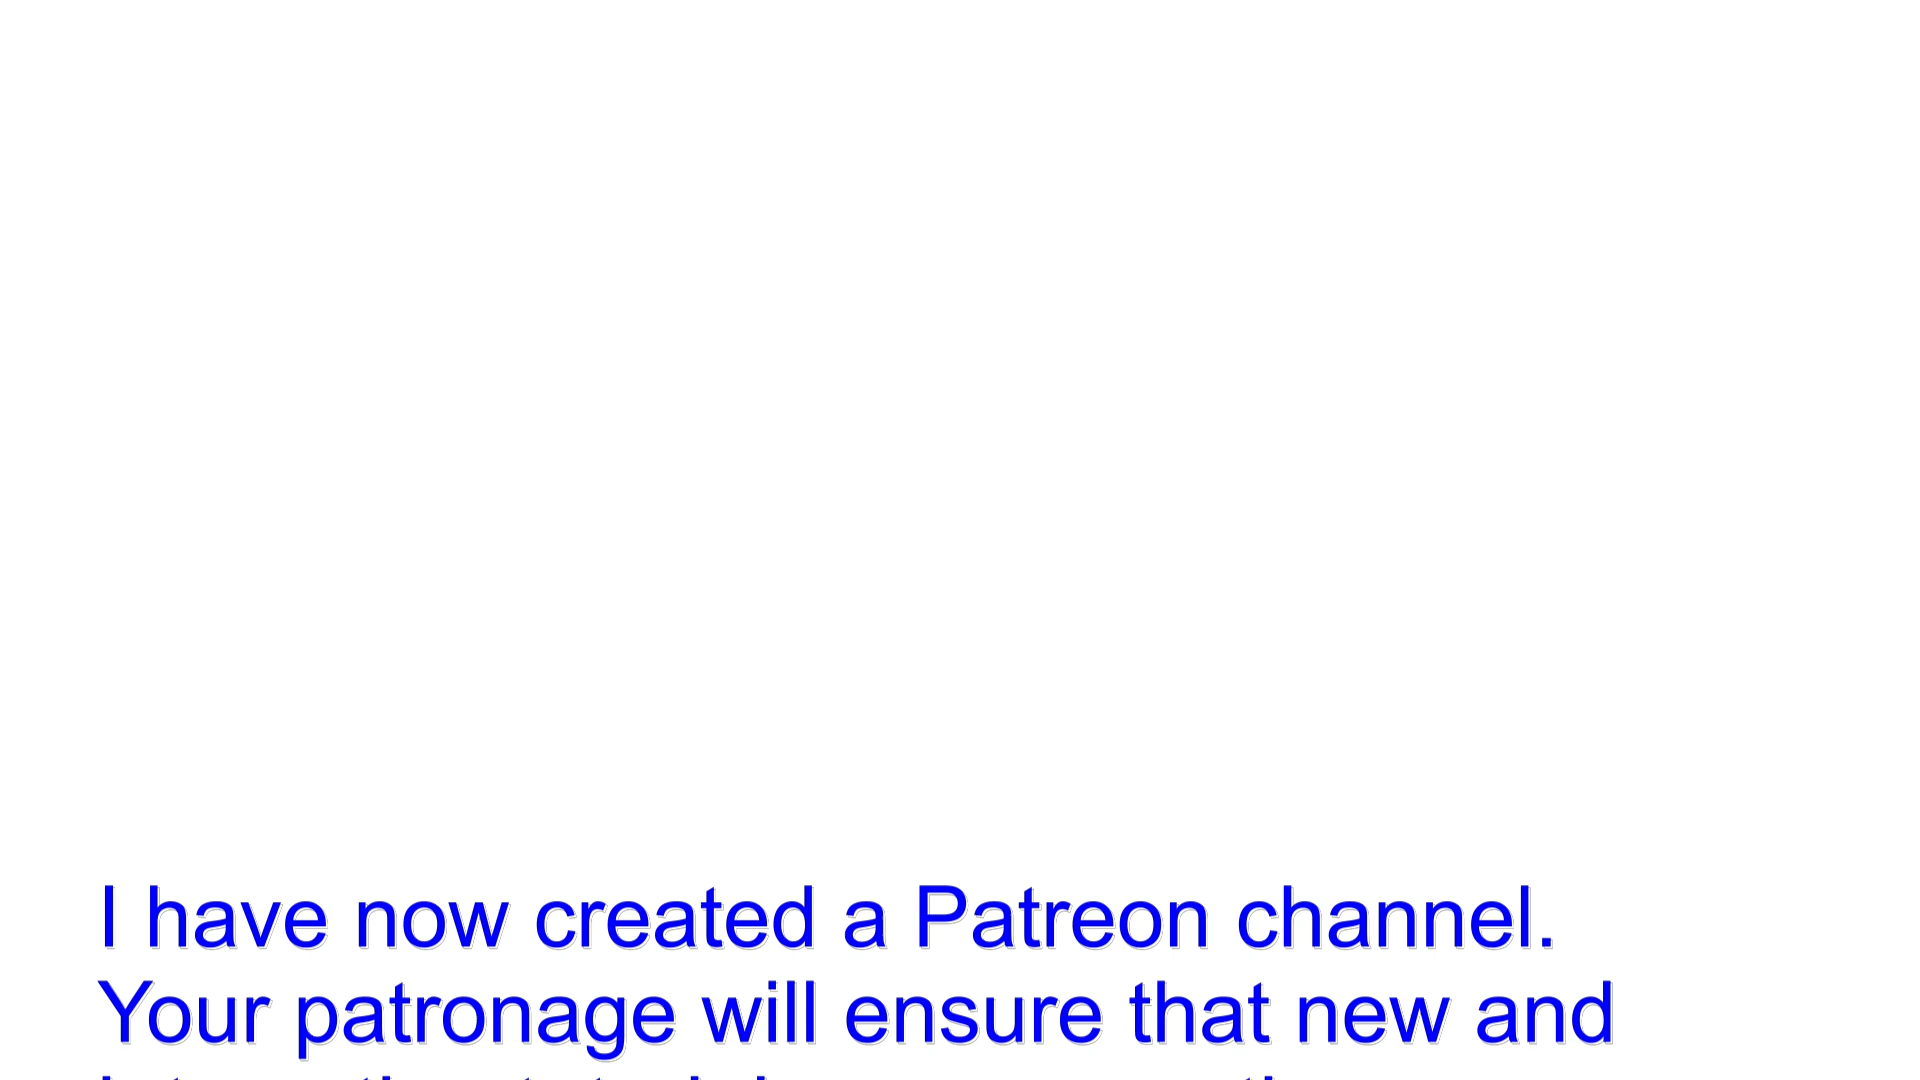 I have now created a Patreon channel.
Your patronage will ensure that new and